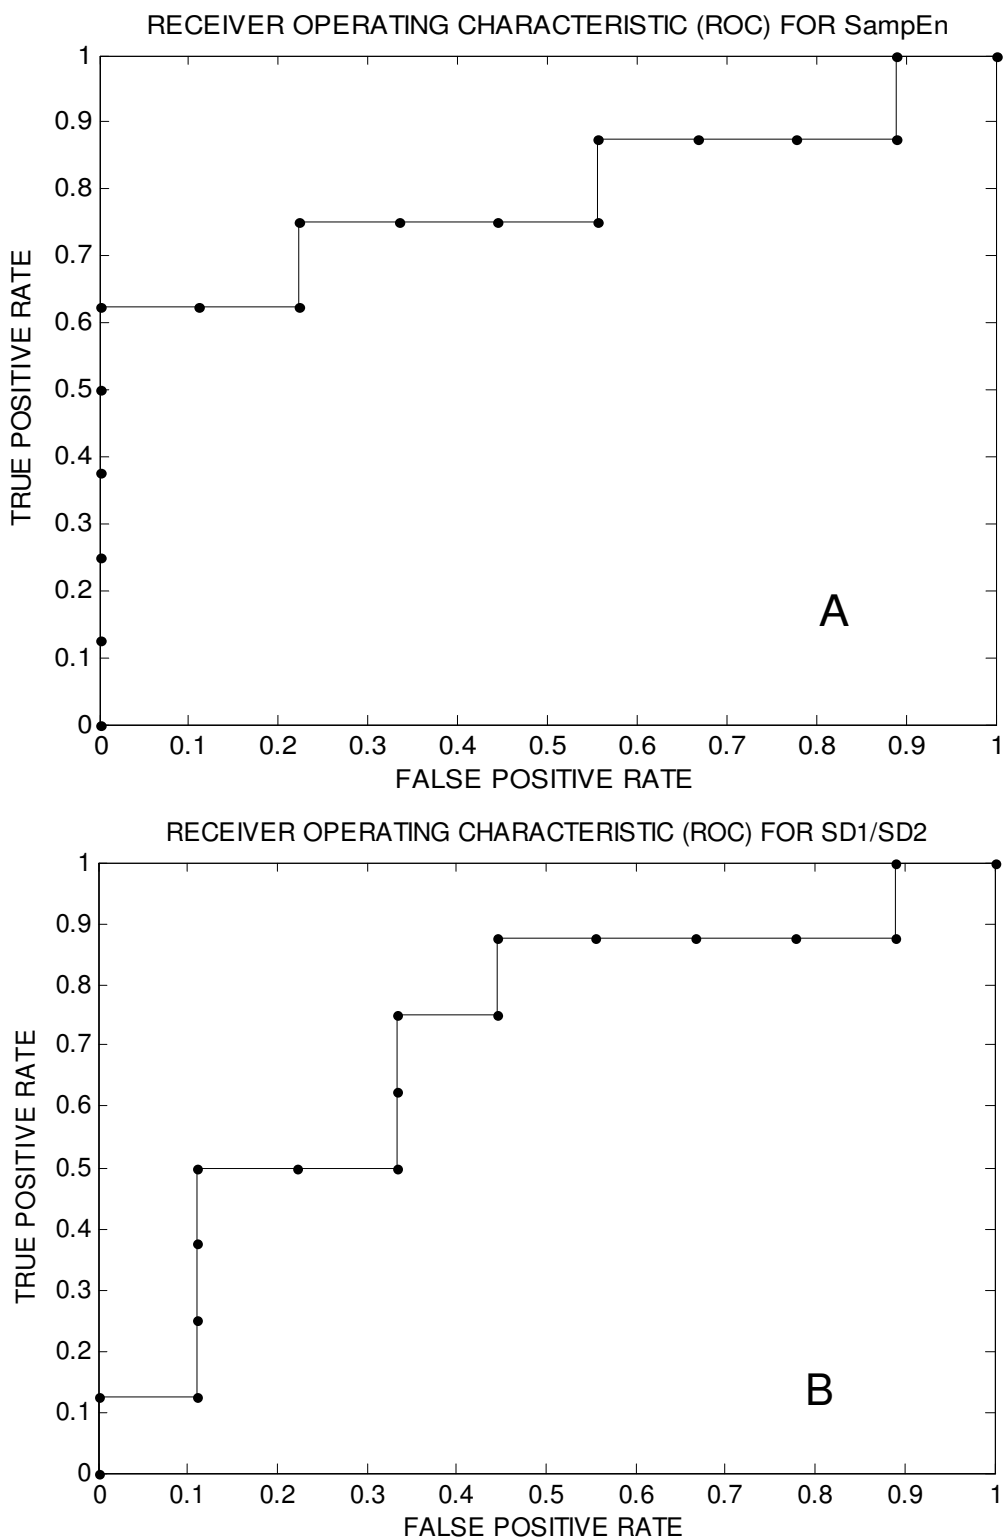 RECEIVER OPERATING CHARACTERISTIC (ROC) FOR SampEn
1
0.9
0.8
0.7
0.6
0.5
0.4
0.3
0.2
0.1
0
TRUE POSITIVE RATE
A
0 0.1 0.2 0.3 0.4 0.5 0.6 0.7 0.8 0.9 1
FALSE POSITIVE RATE
RECEIVER OPERATING CHARACTERISTIC (ROC) FOR SD1/SD2
1
0.9
0.8
0.7
0.6
0.5
0.4
0.3
0.2
0.1
0
TRUE POSITIVE RATE
B
0 0.1 0.2 0.3 0.4 0.5 0.6 0.7 0.8 0.9 1
FALSE POSITIVE RATE